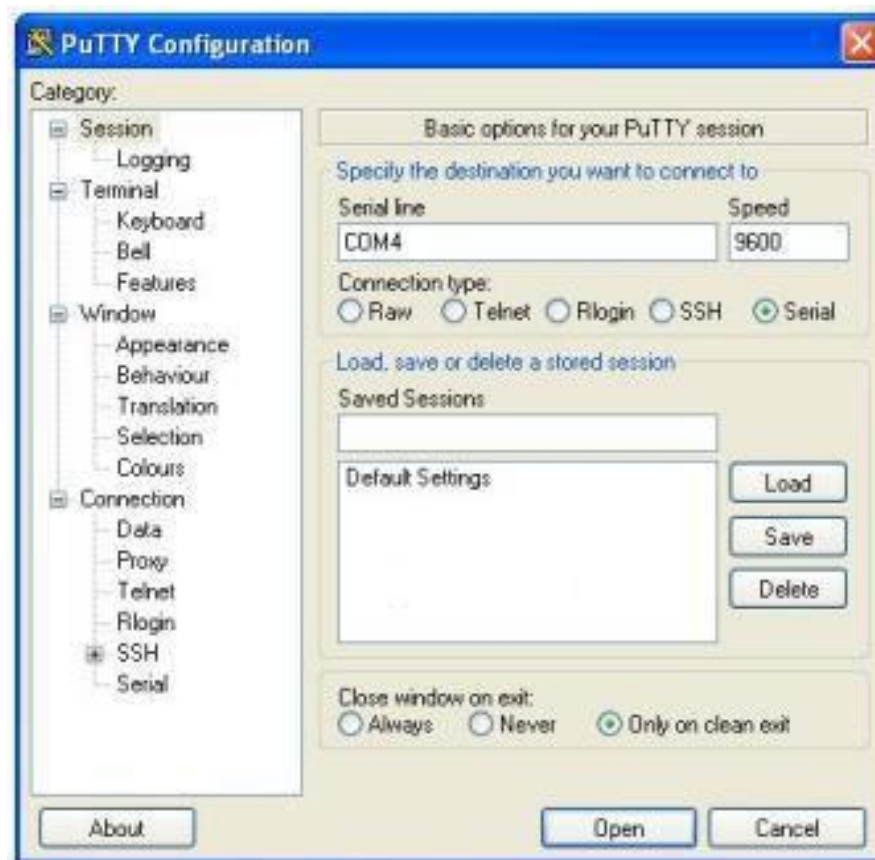 PuTTY Configuration
Category:
Session
Logging
Terminal
Keyboard
Bell
Features
Window
Appearance
Behaviour
Translation
Selection
Colours
Connection
Data
Proxy
Telnet
Rlogin
SSH
Serial
Basic options for your PuTTY session
Specify the destination you want to connect to
Serial line Speed
COM4 9600
Connection type:
Raw Telnet Rlogin SSH Serial
Load, save or delete a stored session
Saved Sessions
Default Settings
Load
Save
Delete
Close window on exit:
Always Never Only on clean exit
About Open Cancel